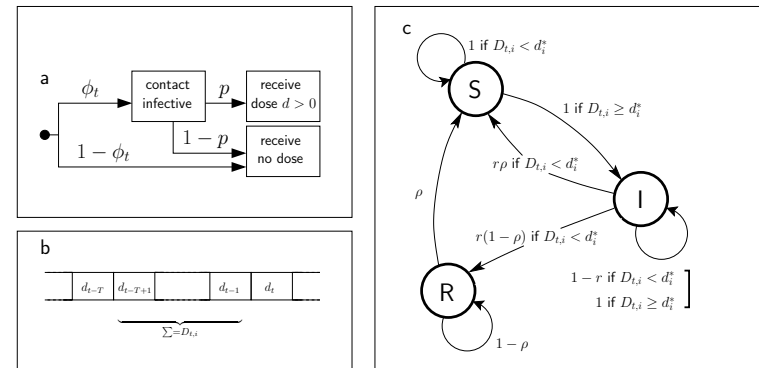 a
ϕ_t
contact
infective
p
receive
dose d > 0
1 − p
receive
no dose
1 − ϕ_t
b
d_{t−T}
d_{t−T+1}
d_{t−1}
d_t
∑=D_{t,i}
c
1 if D_{t,i} < d_i^*
S
1 if D_{t,i} ≥ d_i^*
rρ if D_{t,i} < d_i^*
ρ
I
r(1 − ρ) if D_{t,i} < d_i^*
1 − r if D_{t,i} < d_i^*
1 if D_{t,i} ≥ d_i^*
R
1 − ρ